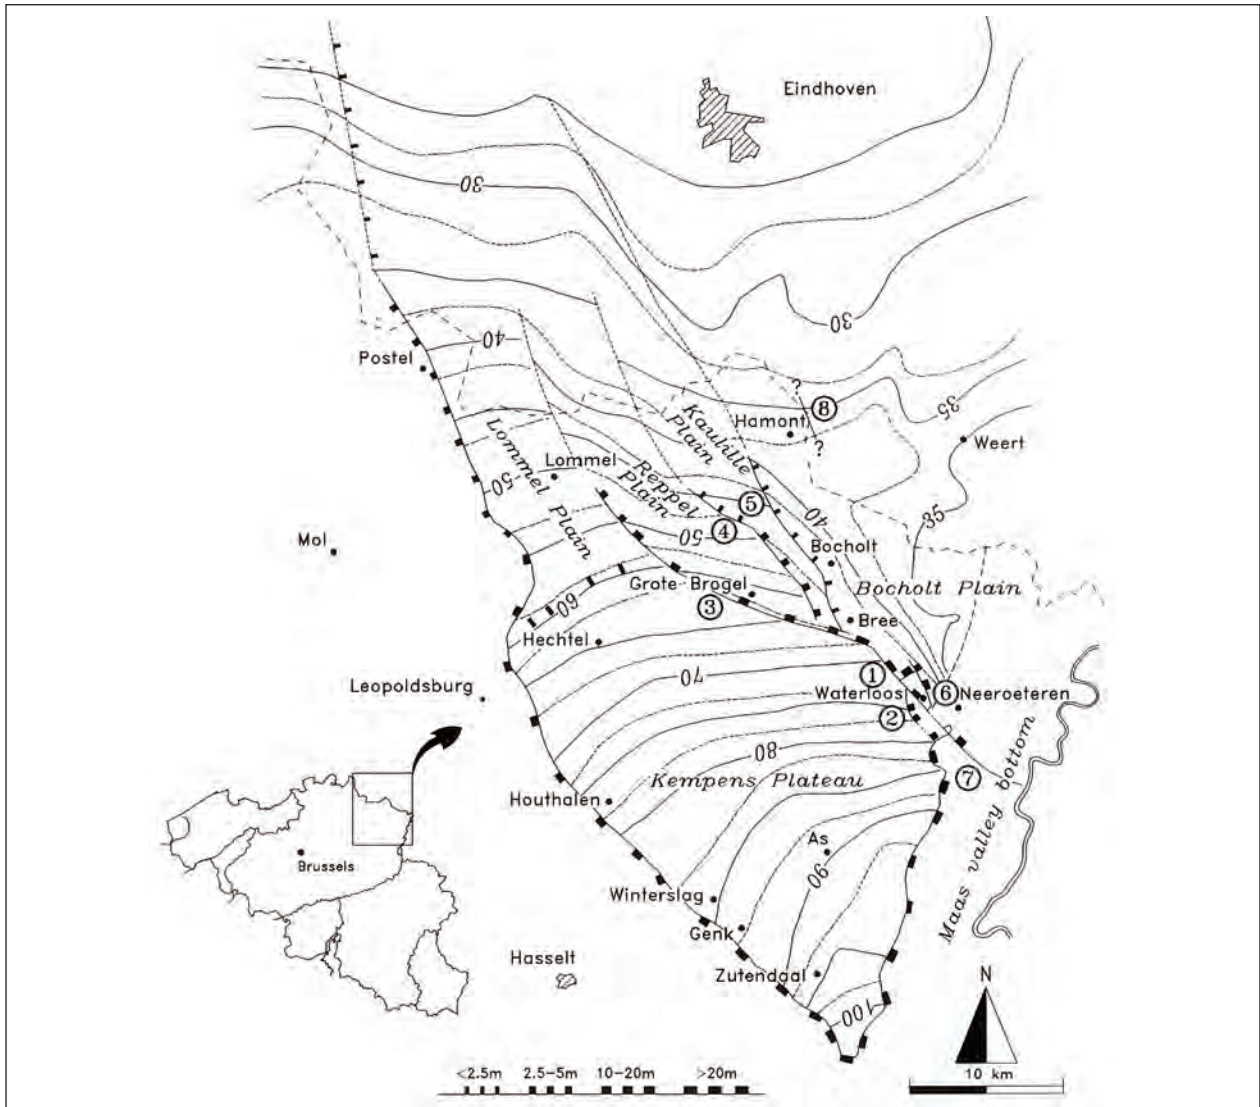 Eindhoven
30
30
Postel
40
35
?
8
Hamont
Weert
?
Kaulille
Plain
Lommel
Lommel Plain
50
Reppel
Plain
5
4
50
40
35
Mol
Bocholt
Grote Brogel
Bocholt Plain
60
3
Bree
Hechtel
1
70
Leopoldsburg
Waterloos
6
Neeroeteren
2
80
Kempens Plateau
7
Houthalen
Maas valley bottom
As
Brussels
90
Winterslag
Genk
Hasselt
Zutendaal
N
100
<2.5m 2.5-5m 10-20m >20m
10 km